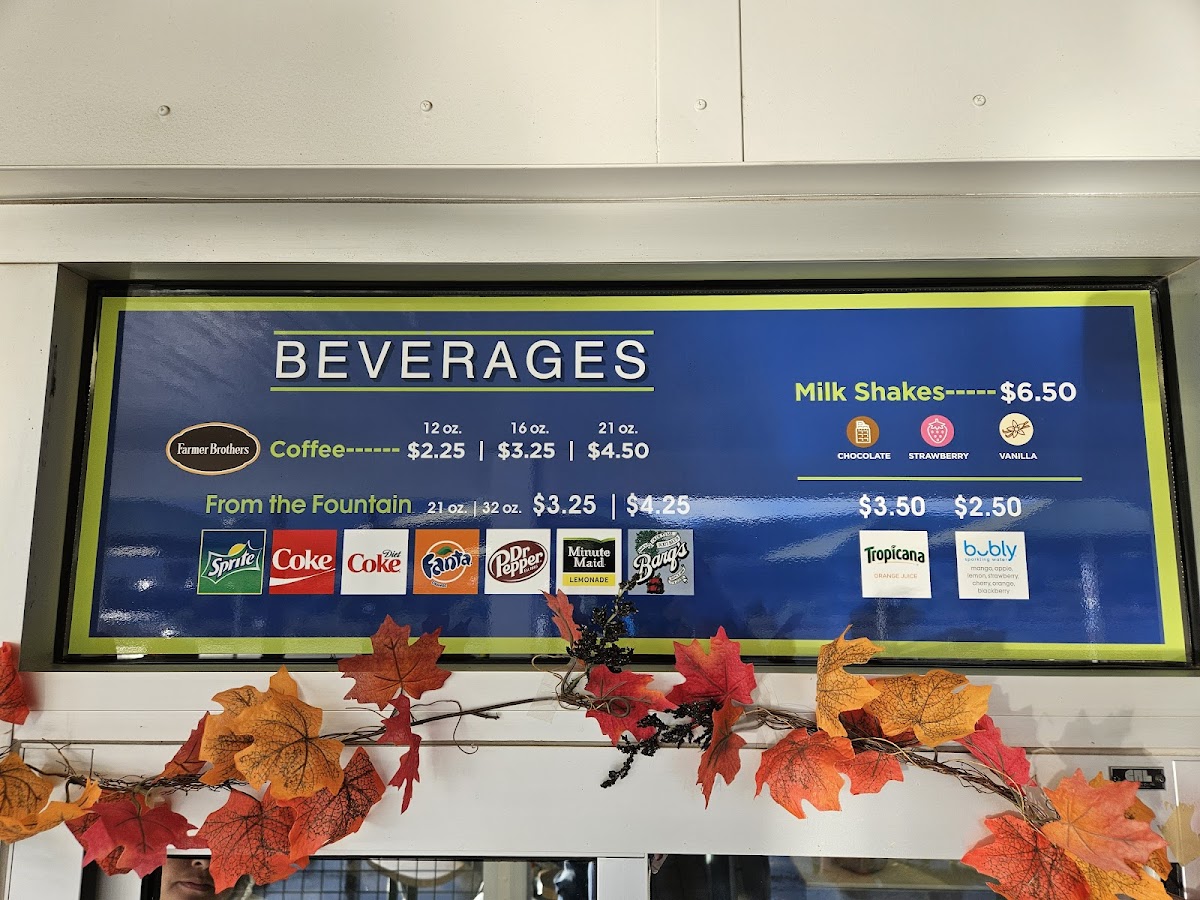 BEVERAGES
12 oz. 16 oz. 21 oz.
Farmer Brothers Coffee------ $2.25 | $3.25 | $4.50
From the Fountain 21 oz. | 32 oz. $3.25 | $4.25
Sprite Coke Diet Coke Fanta Dr Pepper Minute Maid LEMONADE Barq's
Milk Shakes-----$6.50
CHOCOLATE STRAWBERRY VANILLA
$3.50 $2.50
Tropicana
ORANGE JUICE
bubly
sparkling water
mango, apple,
lemon, strawberry,
cherry, orange,
blackberry